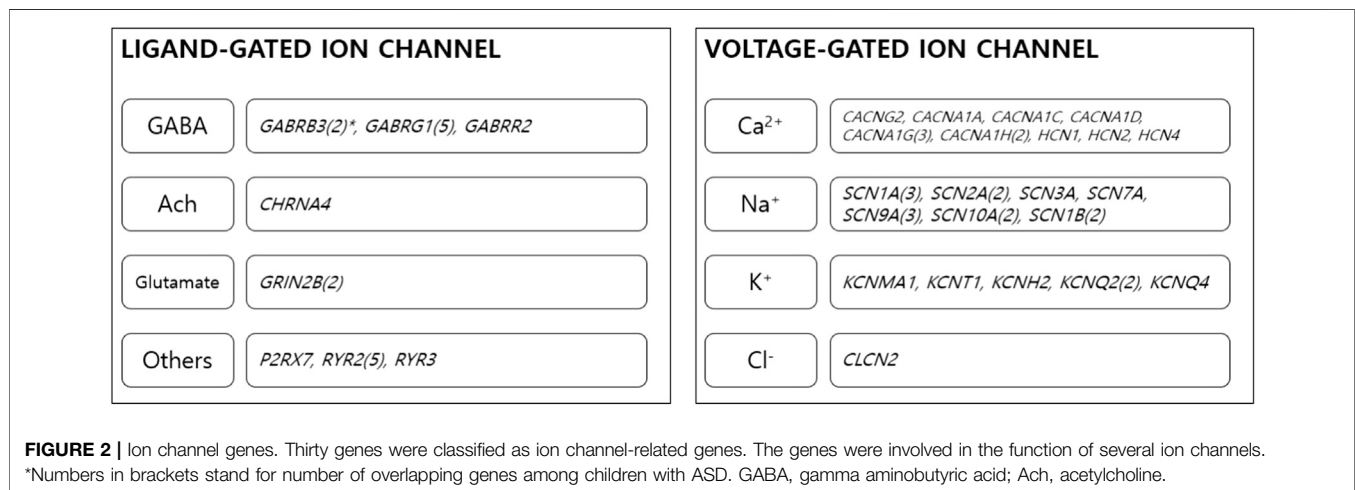 LIGAND-GATED ION CHANNEL
GABA
GABRB3(2)*, GABRG1(5), GABRR2
Ach
CHRNA4
Glutamate
GRIN2B(2)
Others
P2RX7, RYR2(5), RYR3
VOLTAGE-GATED ION CHANNEL
Ca²⁺
CACNG2, CACNA1A, CACNA1C, CACNA1D,
CACNA1G(3), CACNA1H(2), HCN1, HCN2, HCN4
Na⁺
SCN1A(3), SCN2A(2), SCN3A, SCN7A,
SCN9A(3), SCN10A(2), SCN1B(2)
K⁺
KCNMA1, KCNT1, KCNH2, KCNQ2(2), KCNQ4
Cl⁻
CLCN2
FIGURE 2 | Ion channel genes. Thirty genes were classified as ion channel-related genes. The genes were involved in the function of several ion channels.
*Numbers in brackets stand for number of overlapping genes among children with ASD. GABA, gamma aminobutyric acid; Ach, acetylcholine.